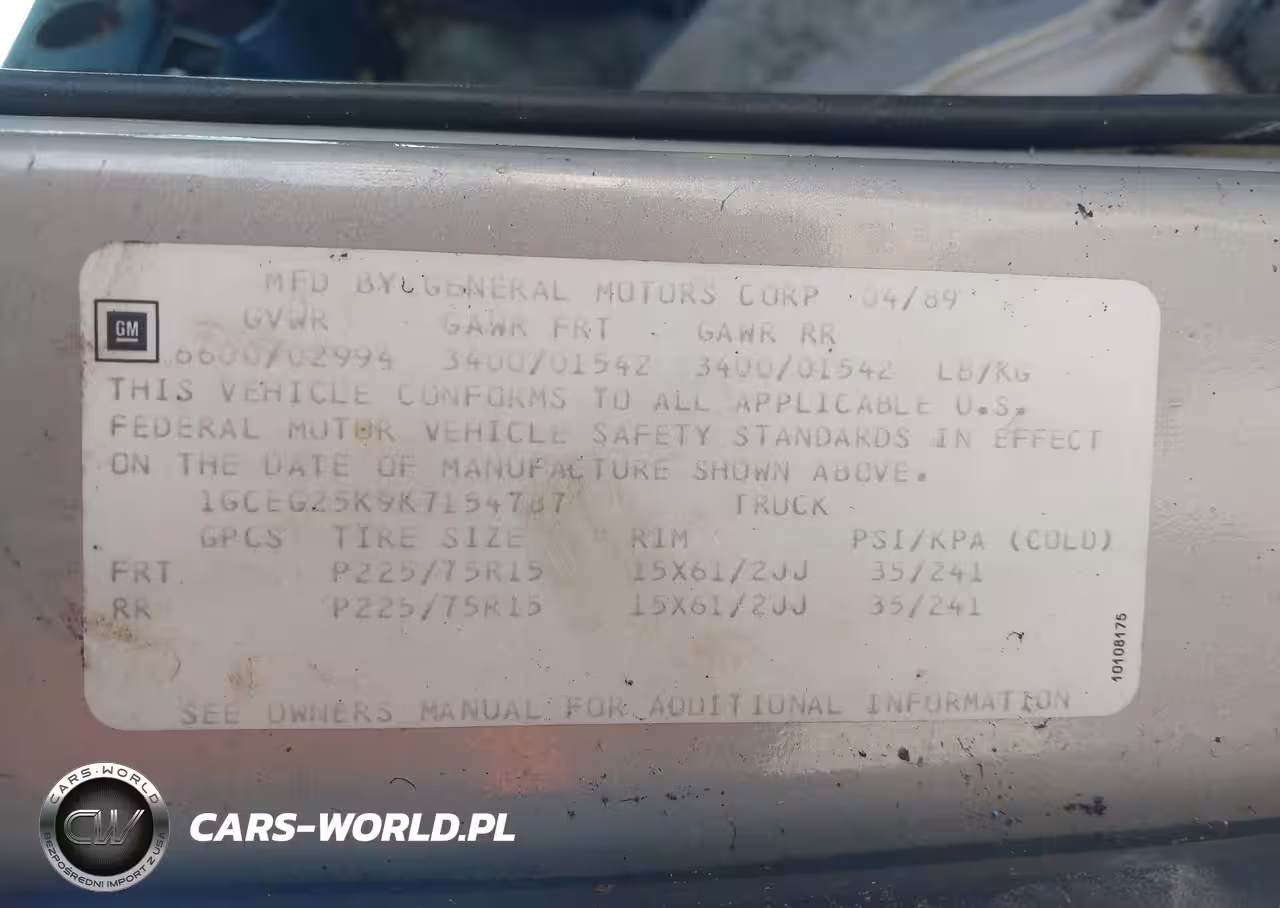 MFD BY GENERAL MOTORS CORP 04/89
GM
GVWR GAWR FRT GAWR RR
6600/02994 3400/01542 3400/01542 LB/KG
THIS VEHICLE CONFORMS TO ALL APPLICABLE U.S.
FEDERAL MOTOR VEHICLE SAFETY STANDARDS IN EFFECT
ON THE DATE OF MANUFACTURE SHOWN ABOVE.
1GCEG25K9K7154787 TRUCK
GPCS TIRE SIZE RIM PSI/KPA (COLD)
FRT P225/75R15 15X61/2JJ 35/241
RR P225/75R15 15X61/2JJ 35/241
10108175
SEE OWNERS MANUAL FOR ADDITIONAL INFORMATION
CARS-WORLD
CW
BEZPOŚREDNI IMPORT Z USA
CARS-WORLD.PL